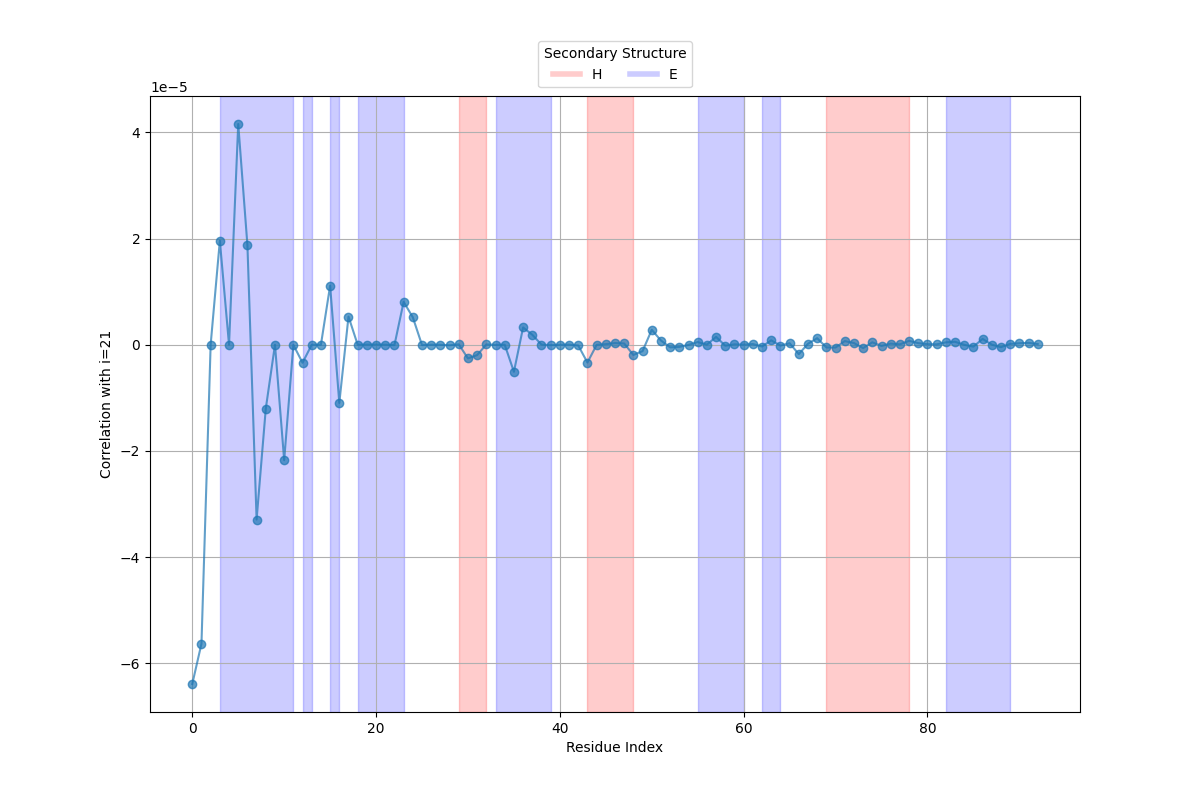 Secondary Structure
H E
1e−5
4
2
0
−2
−4
−6
Correlation with i=21
0 20 40 60 80
Residue Index